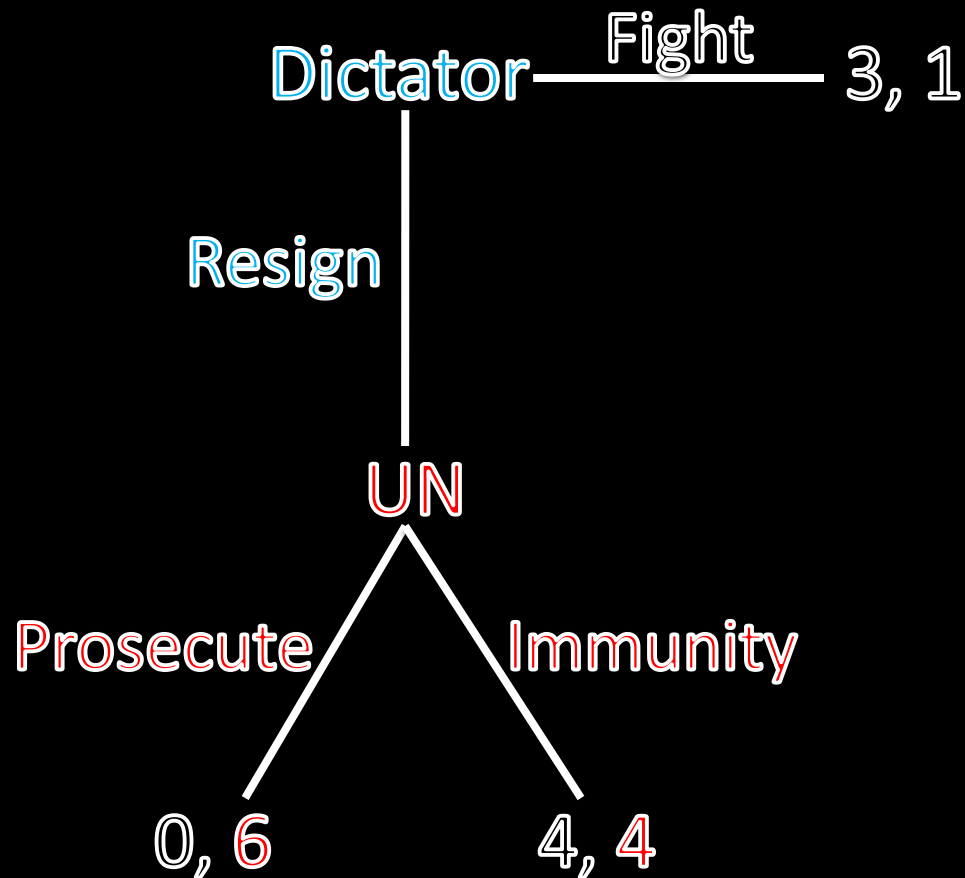 Fight
Dictator 3, 1
Resign
UN
Prosecute Immunity
0, 6 4, 4